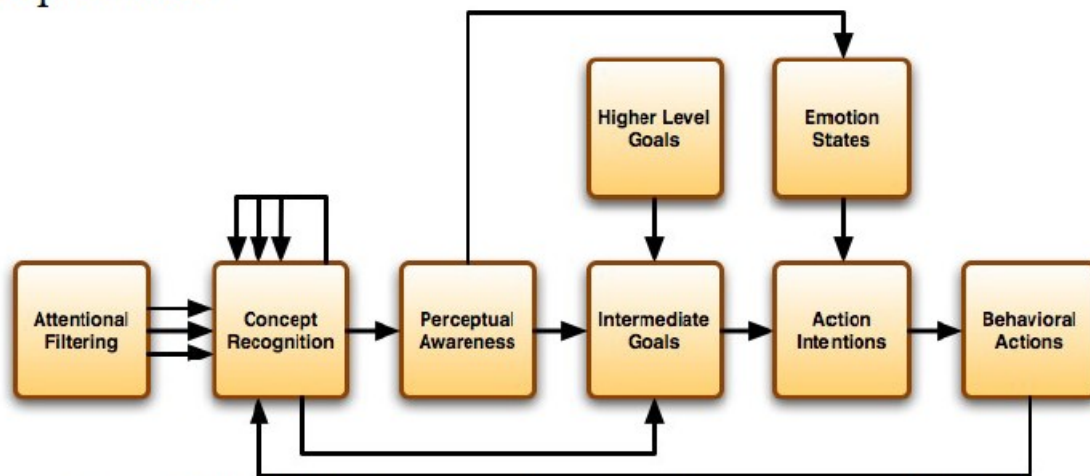 Higher Level
Goals
Emotion
States
Attentional
Filtering
Concept
Recognition
Perceptual
Awareness
Intermediate
Goals
Action
Intentions
Behavioral
Actions